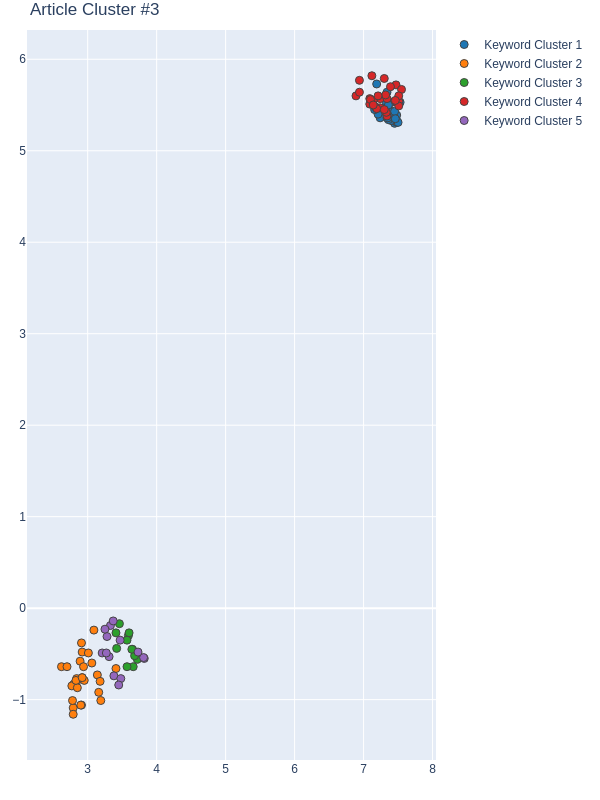 Article Cluster #3
Keyword Cluster 1
Keyword Cluster 2
Keyword Cluster 3
Keyword Cluster 4
Keyword Cluster 5
6
5
4
3
2
1
0
−1
3 4 5 6 7 8